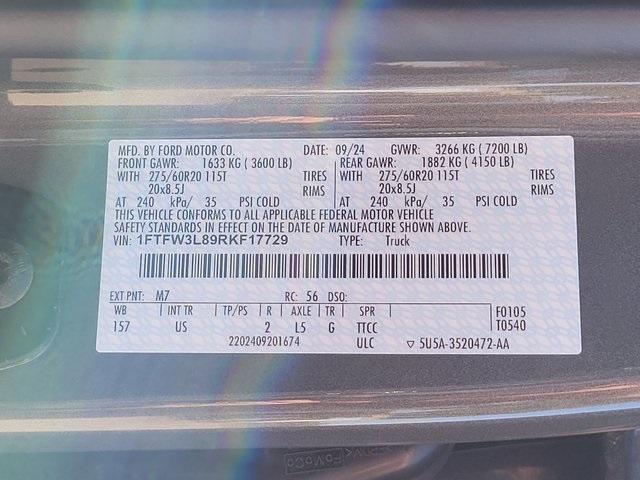 MFD. BY FORD MOTOR CO. DATE: 09/24 GVWR: 3266 KG ( 7200 LB)
FRONT GAWR: 1633 KG ( 3600 LB) REAR GAWR: 1882 KG ( 4150 LB)
WITH 275/60R20 115T TIRES WITH 275/60R20 115T TIRES
20x8.5J RIMS 20x8.5J RIMS
AT 240 kPa/ 35 PSI COLD AT 240 kPa/ 35 PSI COLD
THIS VEHICLE CONFORMS TO ALL APPLICABLE FEDERAL MOTOR VEHICLE
SAFETY STANDARDS IN EFFECT ON THE DATE OF MANUFACTURE SHOWN ABOVE.
VIN: 1FTFW3L89RKF17729 TYPE: Truck
EXT PNT: M7 RC: 56 DSO:
WB INT TR TP/PS R AXLE TR SPR F0105
157 US 2 L5 G TTCC T0540
2202409201674 ULC ▽ 5U5A-3520472-AA
FoMoCo